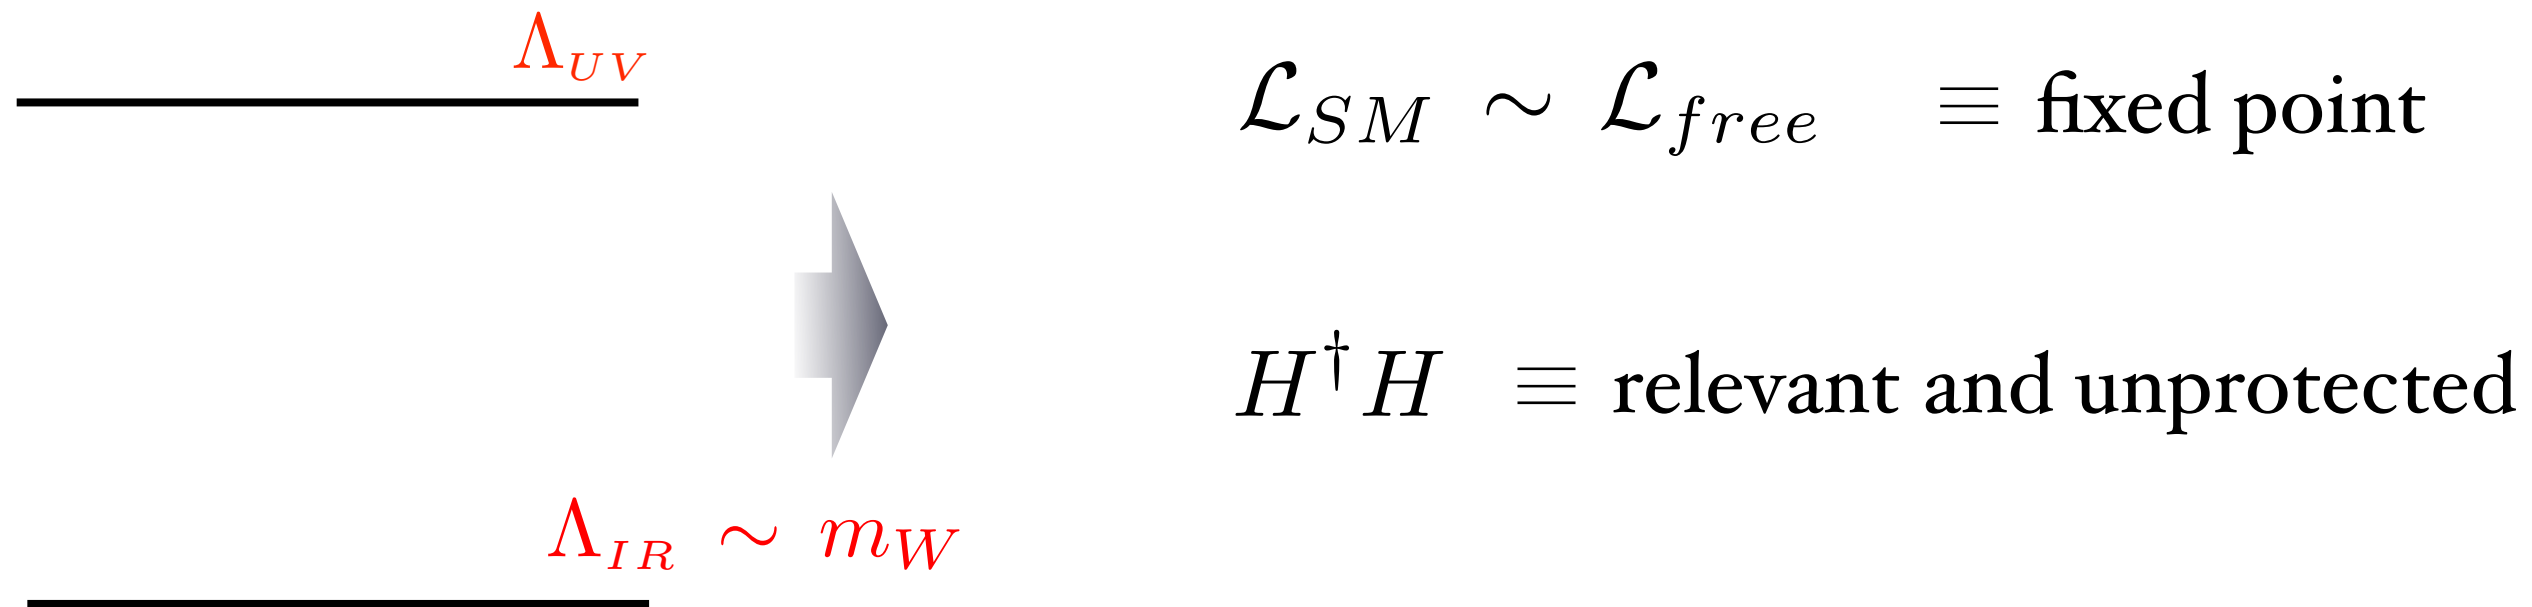 Λ_{UV}
ℒ_{SM} ∼ ℒ_{free} ≡ fixed point
H^†H ≡ relevant and unprotected
Λ_{IR} ∼ m_W